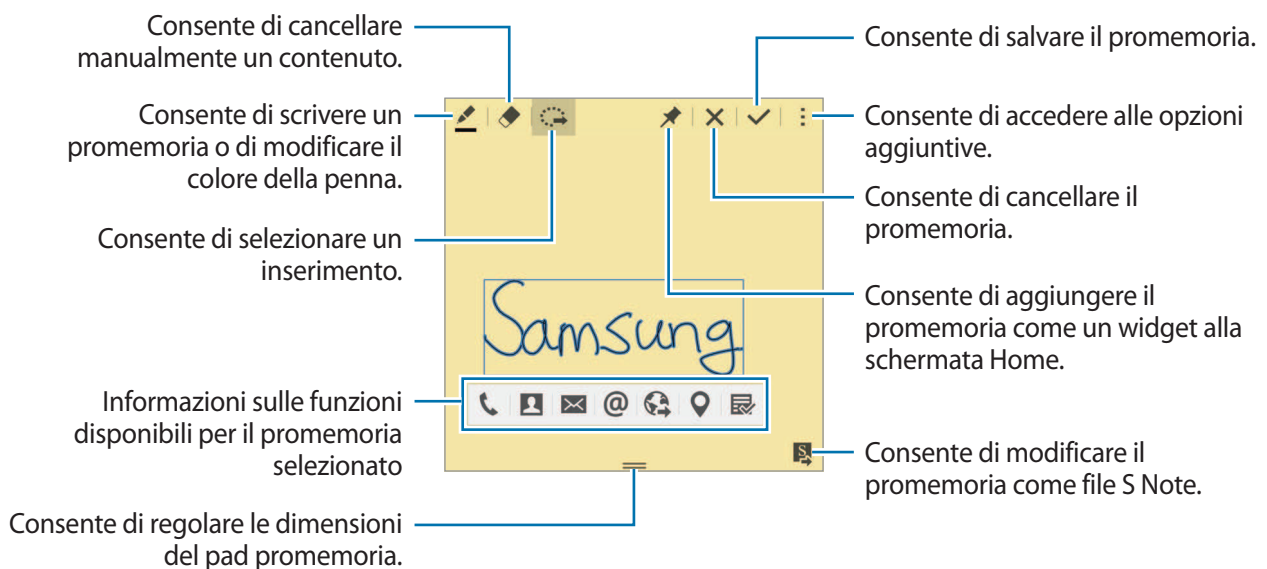 Consente di cancellare
manualmente un contenuto.
Consente di scrivere un
promemoria o di modificare il
colore della penna.
Consente di selezionare un
inserimento.
Informazioni sulle funzioni
disponibili per il promemoria
selezionato
Consente di regolare le dimensioni
del pad promemoria.
Samsung
@
S
Consente di salvare il promemoria.
Consente di accedere alle opzioni
aggiuntive.
Consente di cancellare il
promemoria.
Consente di aggiungere il
promemoria come un widget alla
schermata Home.
Consente di modificare il
promemoria come file S Note.